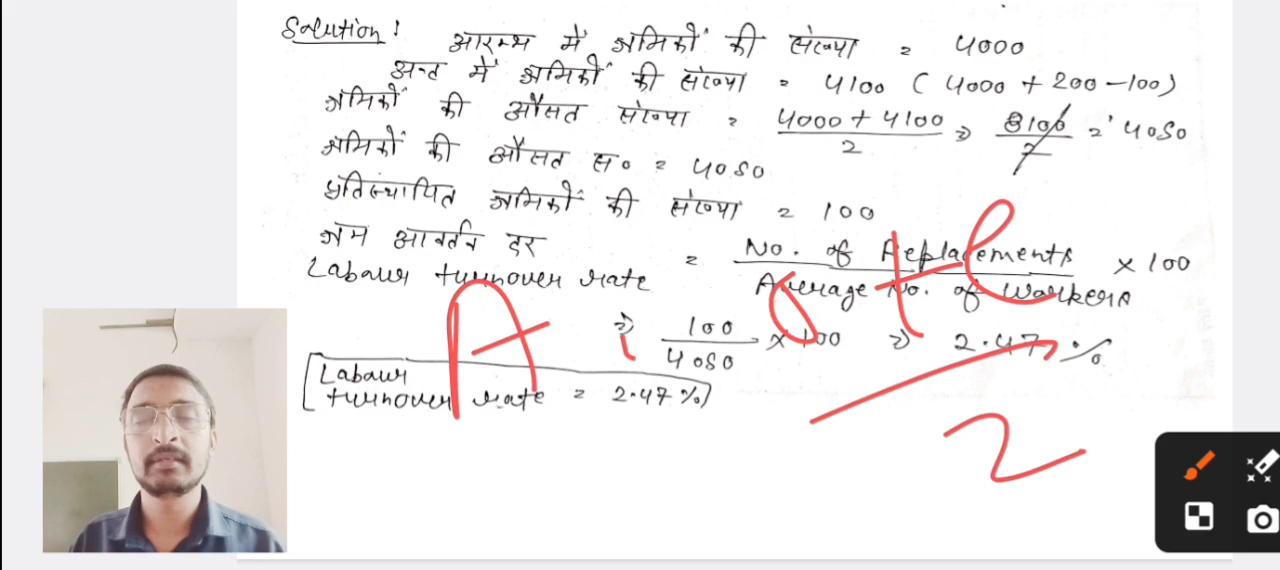 Solution : आरम्भ में श्रमिकों की संख्या = 4000
अन्त में श्रमिकों की संख्या = 4100 (4000 + 200 - 100)
श्रमिकों की औसत संख्या = 4000 + 4100 / 2 ⇒ 8100 / 2 = 4050
श्रमिकों की औसत स० = 4050
प्रतिस्थापित श्रमिकों की संख्या = 100
श्रम आवर्तन दर
Labour turnover rate = No. of Replacements / Average No. of Workers × 100
⇒ 100 / 4050 × 100 ⇒ 2.47 %
Labour turnover rate = 2.47 %
A
2